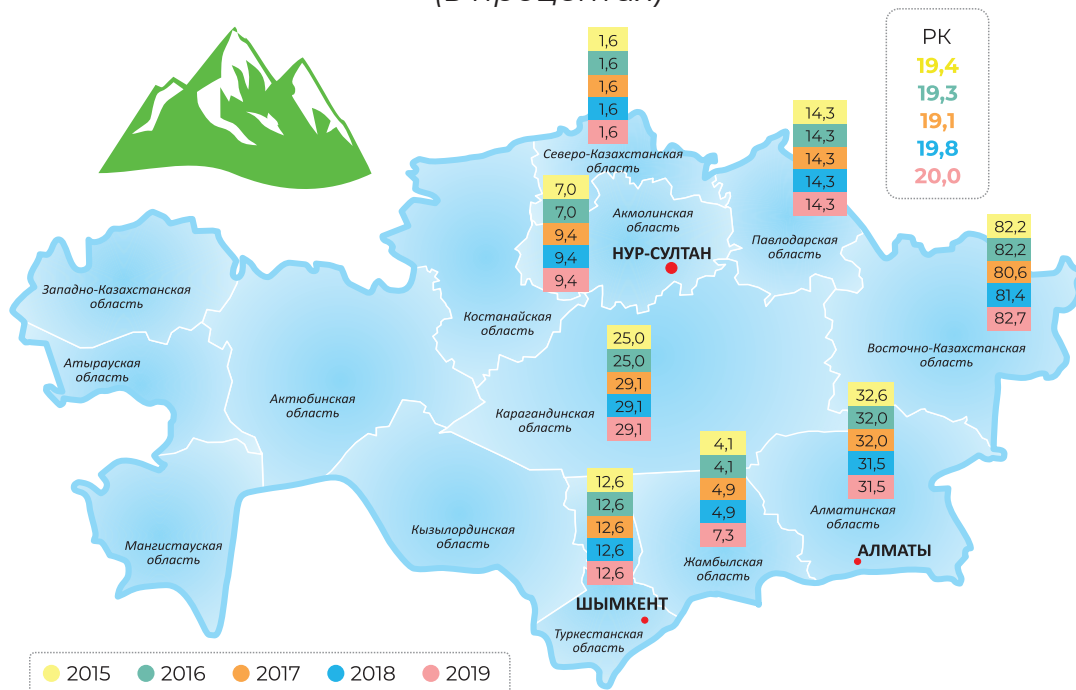 (в процентах)
РК
19,4
19,3
19,1
19,8
20,0
1,6
1,6
1,6
1,6
1,6
Северо-Казахстанская
область
14,3
14,3
14,3
14,3
14,3
Павлодарская
область
7,0
7,0
9,4
9,4
9,4
Акмолинская
область
НУР-СУЛТАН
82,2
82,2
80,6
81,4
82,7
Восточно-Казахстанская
область
Западно-Казахстанская
область
Костанайская
область
Атырауская
область
Актюбинская
область
25,0
25,0
29,1
29,1
29,1
Карагандинская
область
32,6
32,0
32,0
31,5
31,5
Алматинская
область
АЛМАТЫ
4,1
4,1
4,9
4,9
7,3
Жамбылская
область
12,6
12,6
12,6
12,6
12,6
Кызылординская
область
Мангистауская
область
ШЫМКЕНТ
Туркестанская
область
2015 2016 2017 2018 2019